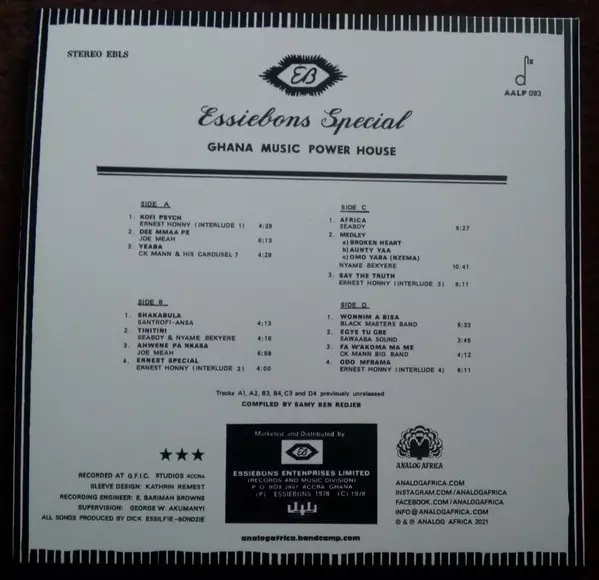 STEREO EBLS
EB
ix
AALP 093
Essiebons Special
GHANA MUSIC POWER HOUSE
SIDE A
1. KOFI PSYCH
ERNEST HONNY (INTERLUDE 1) 4:29
2. DEE MMAA PE
JOE MEAH 6:13
3. YEABA
CK MANN & HIS CAROUSEL 7 4:28
SIDE B
1. SHAKABULA
SANTROFI-ANSA 4:13
2. TINITINI
SEABOY & NYAME BEKYERE 4:16
3. AHWENE PA NKASA
JOE MEAH 6:58
4. ERNEST SPECIAL
ERNEST HONNY (INTERLUDE 2) 4:00
SIDE C
1. AFRICA
SEABOY 6:27
2. MEDLEY
a) BROKEN HEART
b) AUNTY YAA
c) OMO YABA (NZEMA)
NYAME BEKYERE 10:41
3. SAY THE TRUTH
ERNEST HONNY (INTERLUDE 3) 6:11
SIDE D
1. WONNIM A BISA
BLACK MASTERS BAND 6:33
2. EGYE TU GBE
SAWAABA SOUND 3:45
3. FA W'AKOMA MA ME
CK MANN BIG BAND 4:12
4. ODO MFRAMA
ERNEST HONNY (INTERLUDE 4) 6:11
Tracks A1, A2, B3, B4, C3 and D4 previously unreleased
COMPILED BY SAMY BEN REDJEB
RECORDED AT G.F.I.C. STUDIOS ACCRA
SLEEVE DESIGN: KATHRIN REMEST
RECORDING ENGINEER: E. BARIMAH BROWNE
SUPERVISION: GEORGE W. AKUMANYI
ALL SONGS PRODUCED BY DICK ESSILFIE-BONDZIE
Marketed and Distributed by
EB
ESSIEBONS ENTERPRISES LIMITED
(RECORDS AND MUSIC DIVISION)
P. O. BOX 2901 ACCRA GHANA
(P) ESSIEBONS 1978 (C) 1978
analogafrica.bandcamp.com
ANALOG AFRICA
ANALOGAFRICA.COM
INSTAGRAM.COM/ANALOGAFRICA
FACEBOOK.COM/ANALOGAFRICA
INFO@ANALOGAFRICA.COM
© & ℗ ANALOG AFRICA 2021